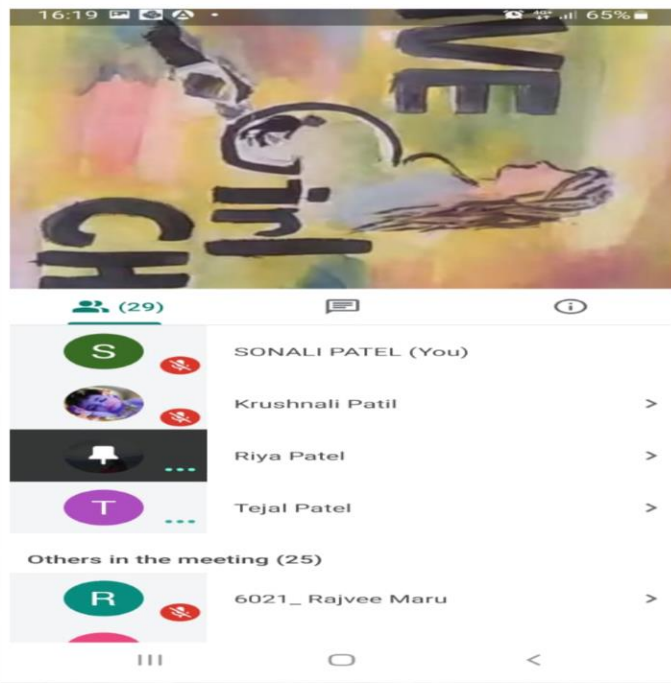 16:19 65%
VE
Girl
CH
(29)
S SONALI PATEL (You)
Krushnali Patil
Riya Patel
T Tejal Patel
Others in the meeting (25)
R 6021_ Rajvee Maru